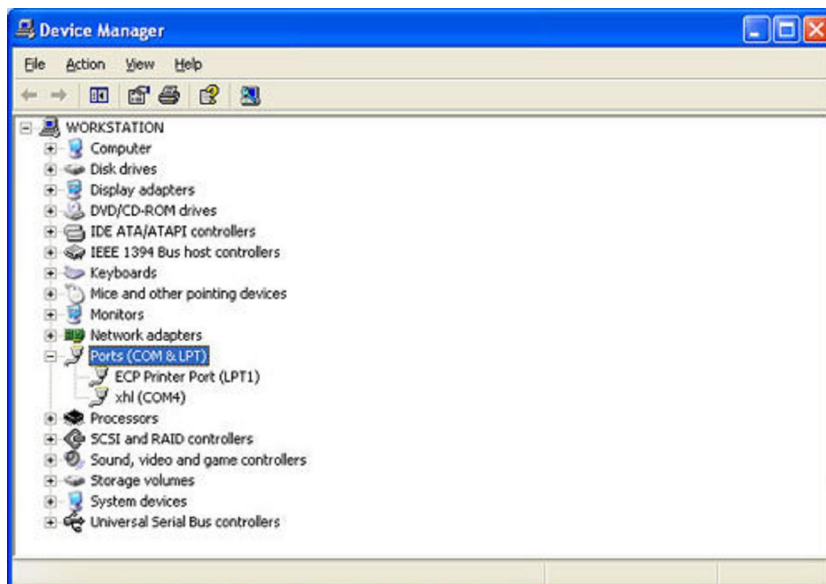 Device Manager
File Action View Help
WORKSTATION
Computer
Disk drives
Display adapters
DVD/CD-ROM drives
IDE ATA/ATAPI controllers
IEEE 1394 Bus host controllers
Keyboards
Mice and other pointing devices
Monitors
Network adapters
Ports (COM & LPT)
ECP Printer Port (LPT1)
xhl (COM4)
Processors
SCSI and RAID controllers
Sound, video and game controllers
Storage volumes
System devices
Universal Serial Bus controllers